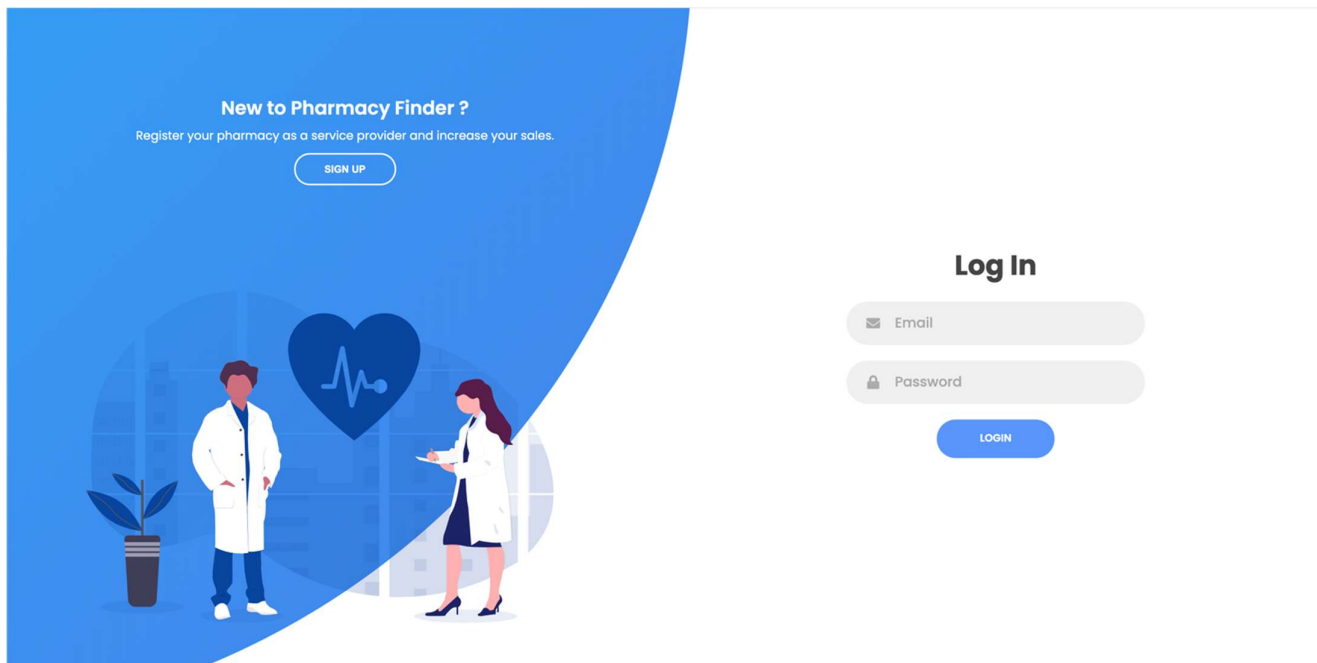 New to Pharmacy Finder ?
Register your pharmacy as a service provider and increase your sales.
SIGN UP
Log In
Email
Password
LOGIN